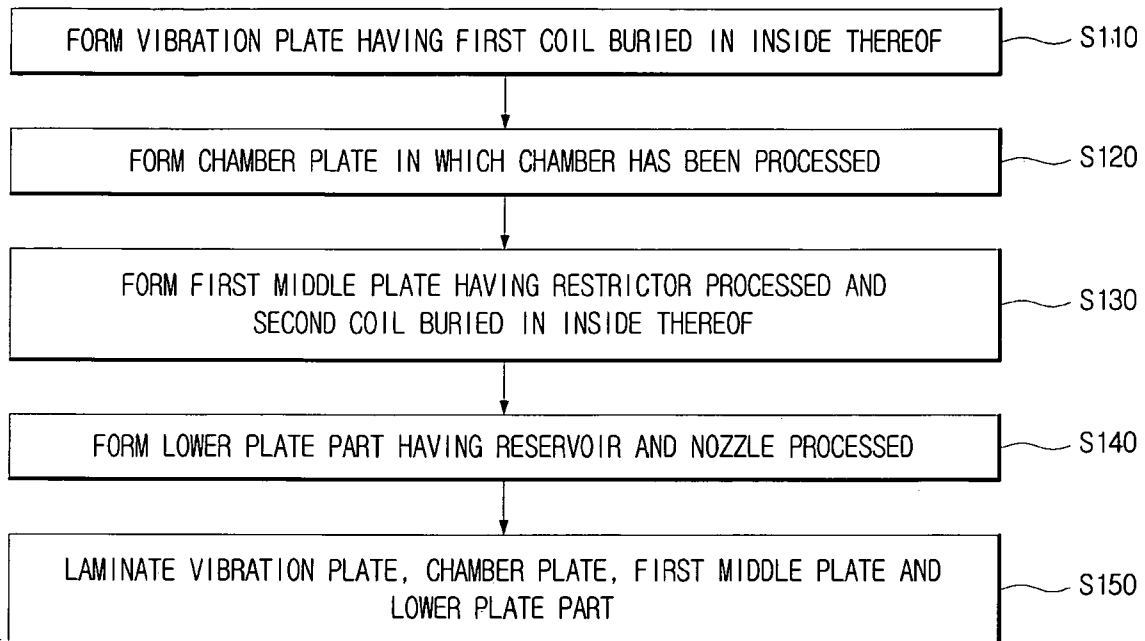 FORM VIBRATION PLATE HAVING FIRST COIL BURIED IN INSIDE THEREOF
S110
FORM CHAMBER PLATE IN WHICH CHAMBER HAS BEEN PROCESSED
S120
FORM FIRST MIDDLE PLATE HAVING RESTRICTOR PROCESSED AND
SECOND COIL BURIED IN INSIDE THEREOF
S130
FORM LOWER PLATE PART HAVING RESERVOIR AND NOZZLE PROCESSED
S140
LAMINATE VIBRATION PLATE, CHAMBER PLATE, FIRST MIDDLE PLATE AND
LOWER PLATE PART
S150